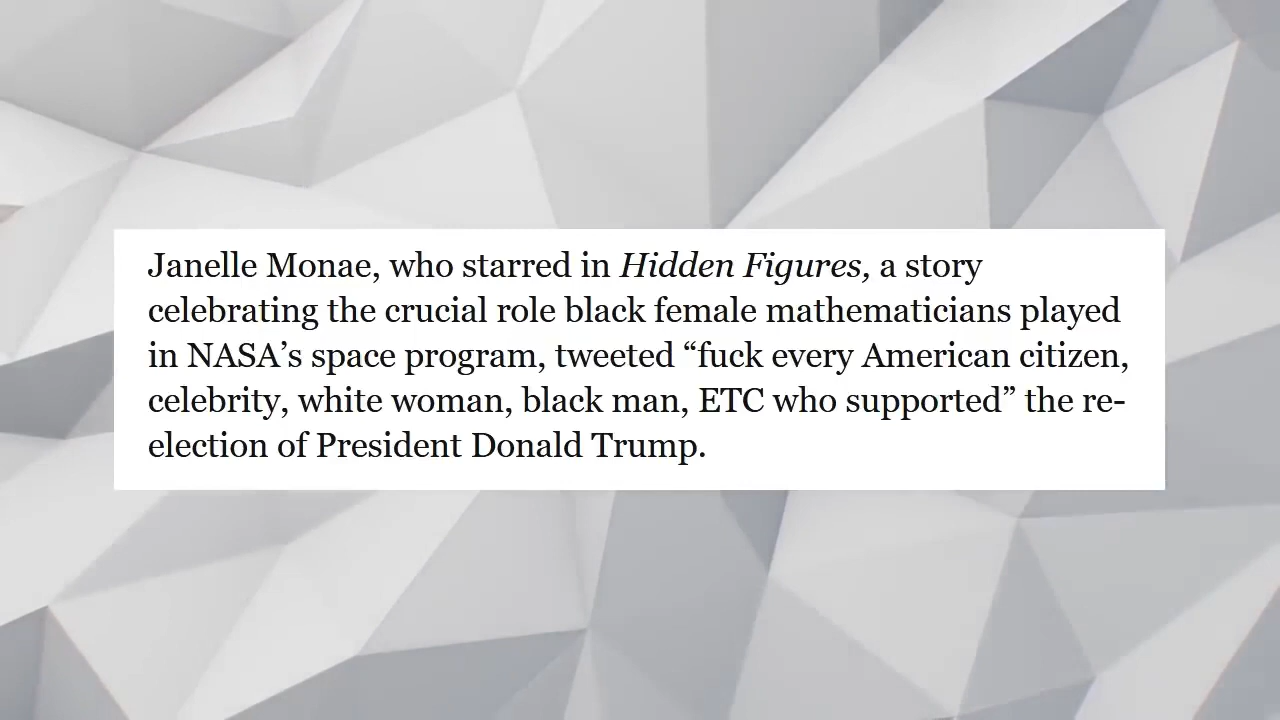 Janelle Monae, who starred in Hidden Figures, a story
celebrating the crucial role black female mathematicians played
in NASA’s space program, tweeted “fuck every American citizen,
celebrity, white woman, black man, ETC who supported” the re-
election of President Donald Trump.